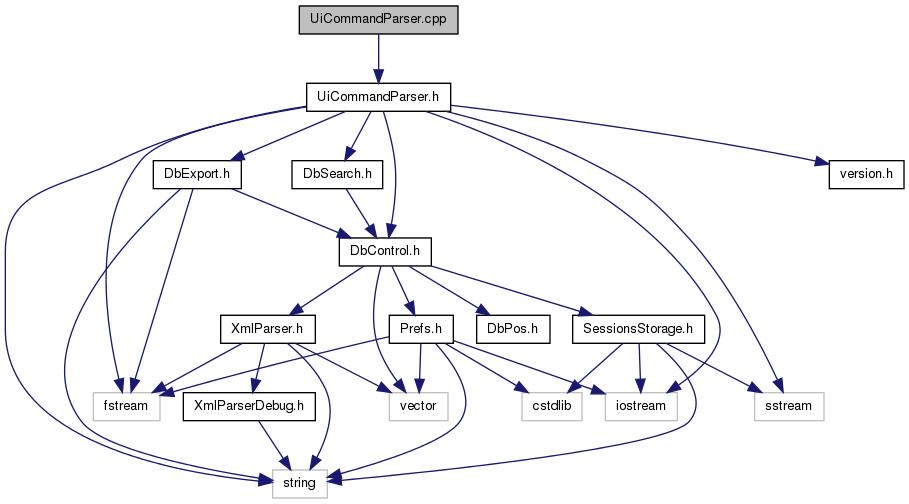 UiCommandParser.cpp
UiCommandParser.h
DbExport.h
DbSearch.h
version.h
DbControl.h
XmlParser.h
Prefs.h
DbPos.h
SessionsStorage.h
fstream
XmlParserDebug.h
vector
cstdlib
iostream
sstream
string